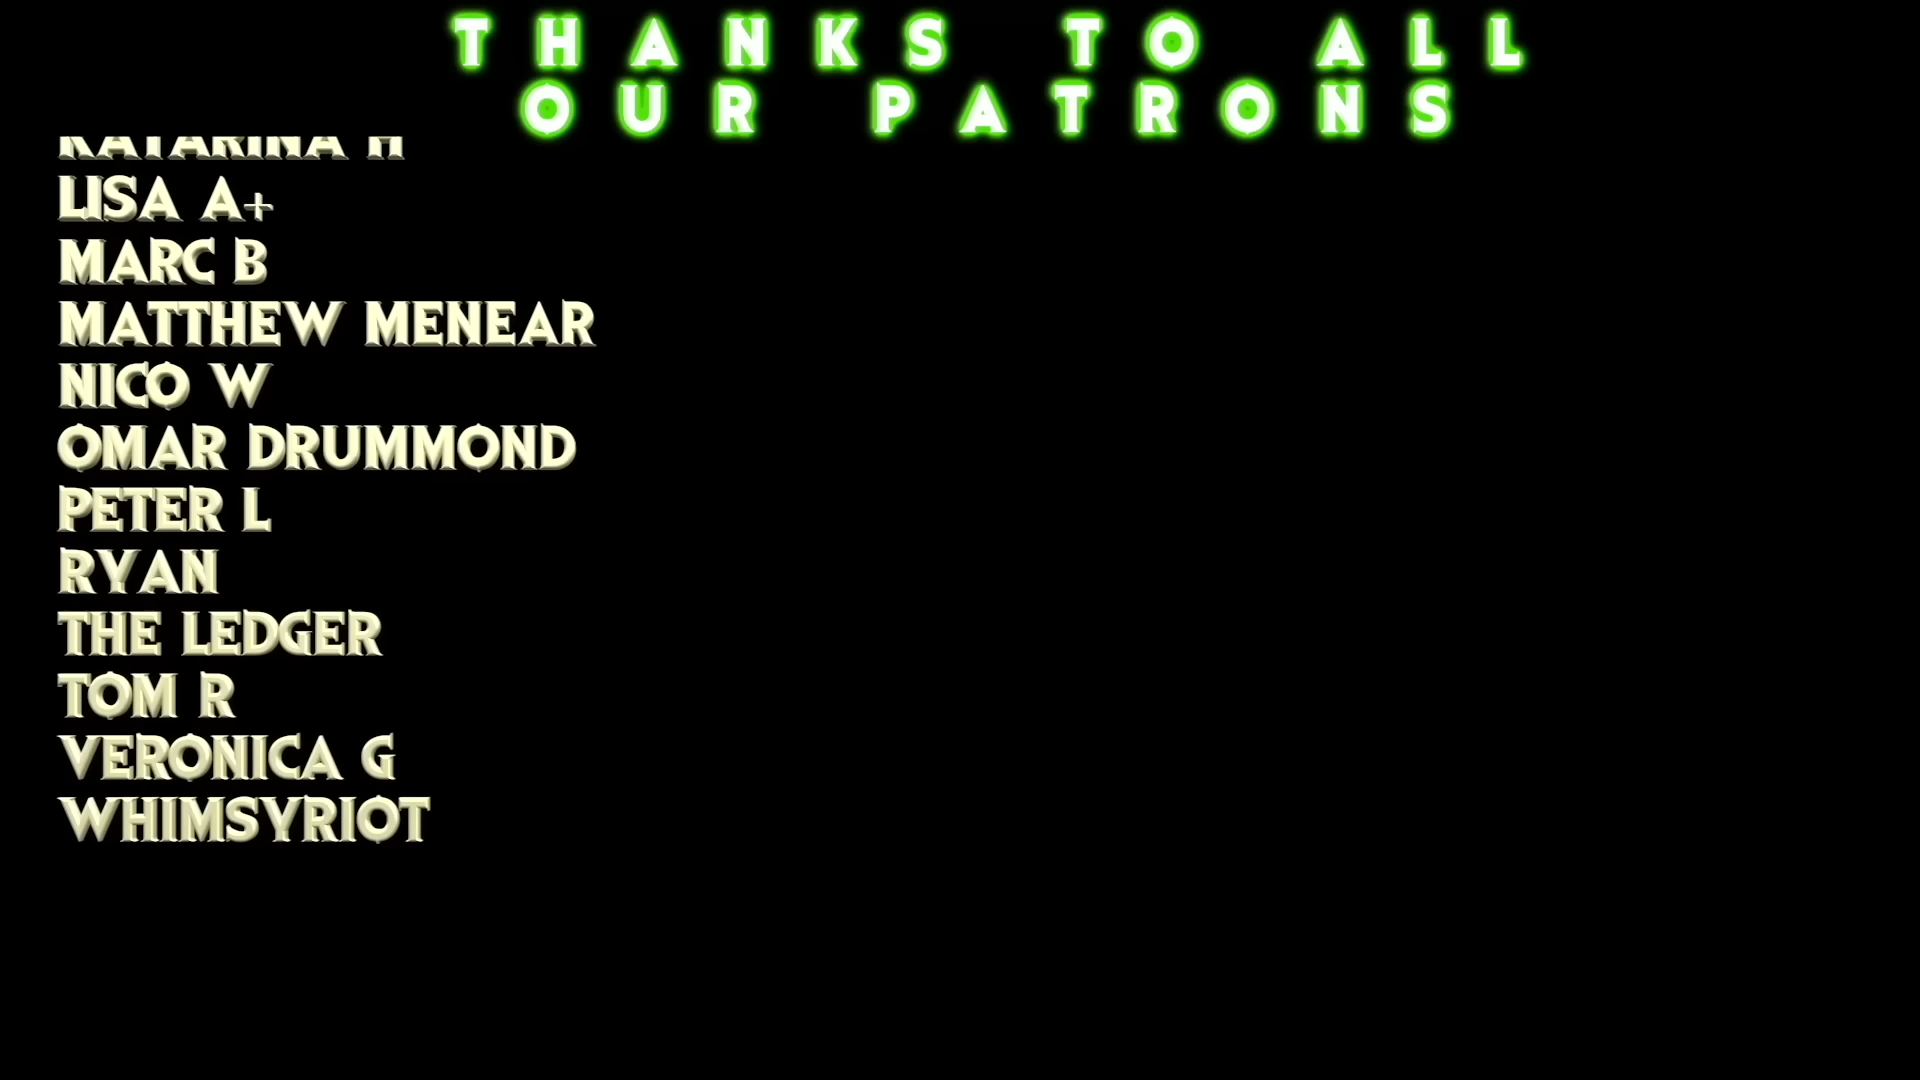 THANKS TO ALL
OUR PATRONS
KATARINA H
LISA A+
MARC B
MATTHEW MENEAR
NICO W
OMAR DRUMMOND
PETER L
RYAN
THE LEDGER
TOM R
VERONICA G
WHIMSYRIOT